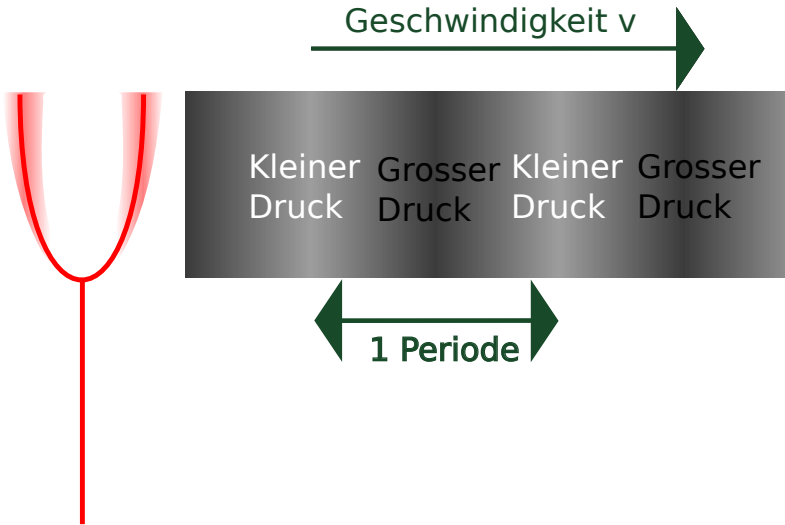 Geschwindigkeit v
Kleiner
Druck
Grosser
Druck
Kleiner
Druck
Grosser
Druck
1 Periode